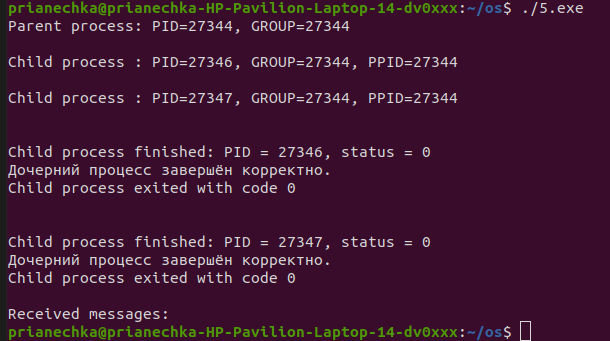 prianechka@prianechka-HP-Pavilion-Laptop-14-dv0xxx:~/os$ ./5.exe
Parent process: PID=27344, GROUP=27344
Child process : PID=27346, GROUP=27344, PPID=27344
Child process : PID=27347, GROUP=27344, PPID=27344
Child process finished: PID = 27346, status = 0
Дочерний процесс завершён корректно.
Child process exited with code 0
Child process finished: PID = 27347, status = 0
Дочерний процесс завершён корректно.
Child process exited with code 0
Received messages:
prianechka@prianechka-HP-Pavilion-Laptop-14-dv0xxx:~/os$